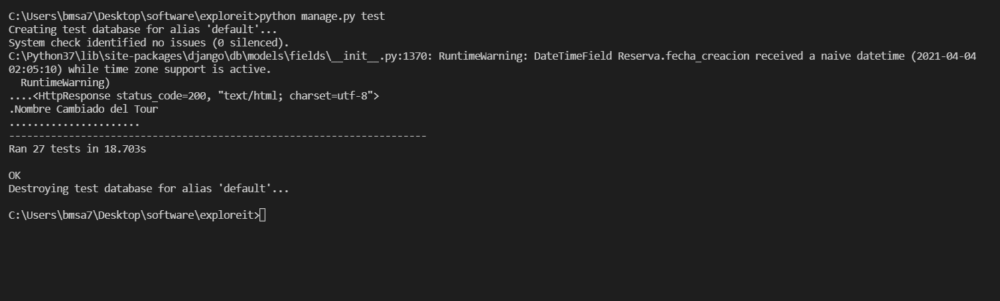 C:\Users\bmsa7\Desktop\software\exploreit>python manage.py test
Creating test database for alias 'default'...
System check identified no issues (0 silenced).
C:\Python37\lib\site-packages\django\db\models\fields\__init__.py:1370: RuntimeWarning: DateTimeField Reserva.fecha_creacion received a naive datetime (2021-04-04
02:05:10) while time zone support is active.
  RuntimeWarning)
....<HttpResponse status_code=200, "text/html; charset=utf-8">
.Nombre Cambiado del Tour
......................
----------------------------------------------------------------------
Ran 27 tests in 18.703s
OK
Destroying test database for alias 'default'...
C:\Users\bmsa7\Desktop\software\exploreit>